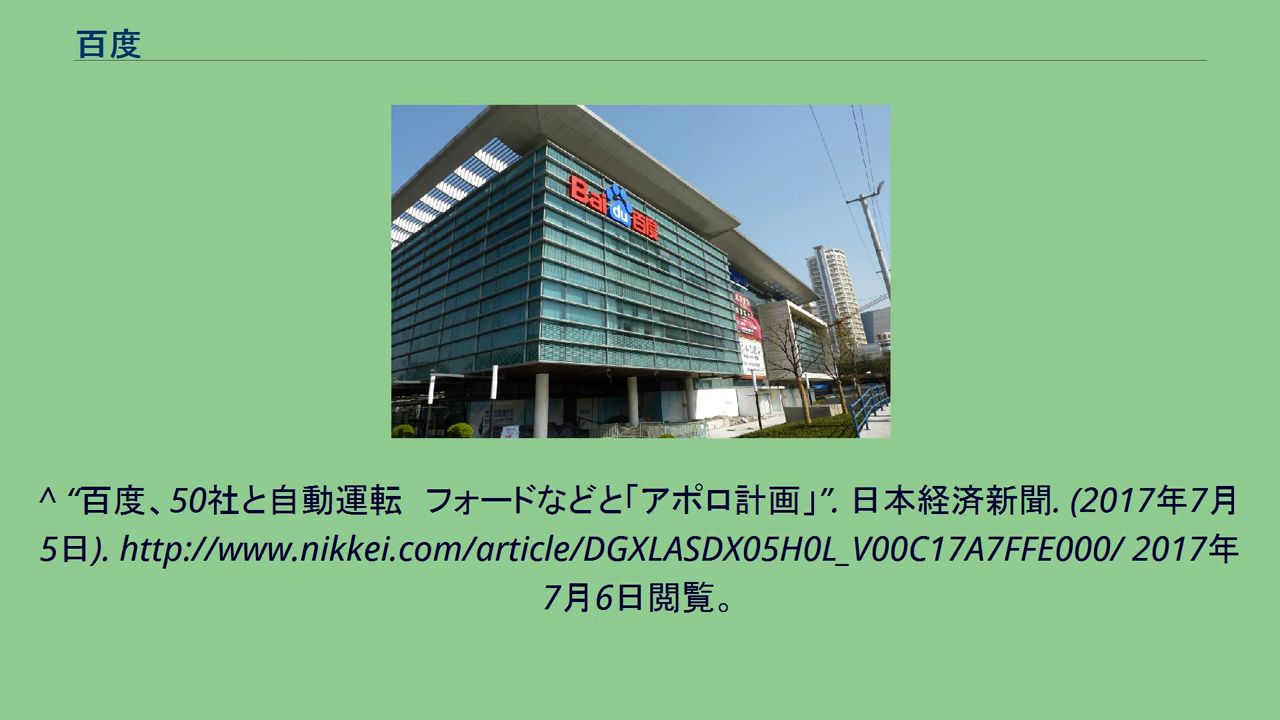 百度
Bai du 百度
^ “百度、50社と自動運転　フォードなどと「アポロ計画」”. 日本経済新聞. (2017年7月
5日). http://www.nikkei.com/article/DGXLASDX05H0L_V00C17A7FFE000/ 2017年
7月6日閲覧。